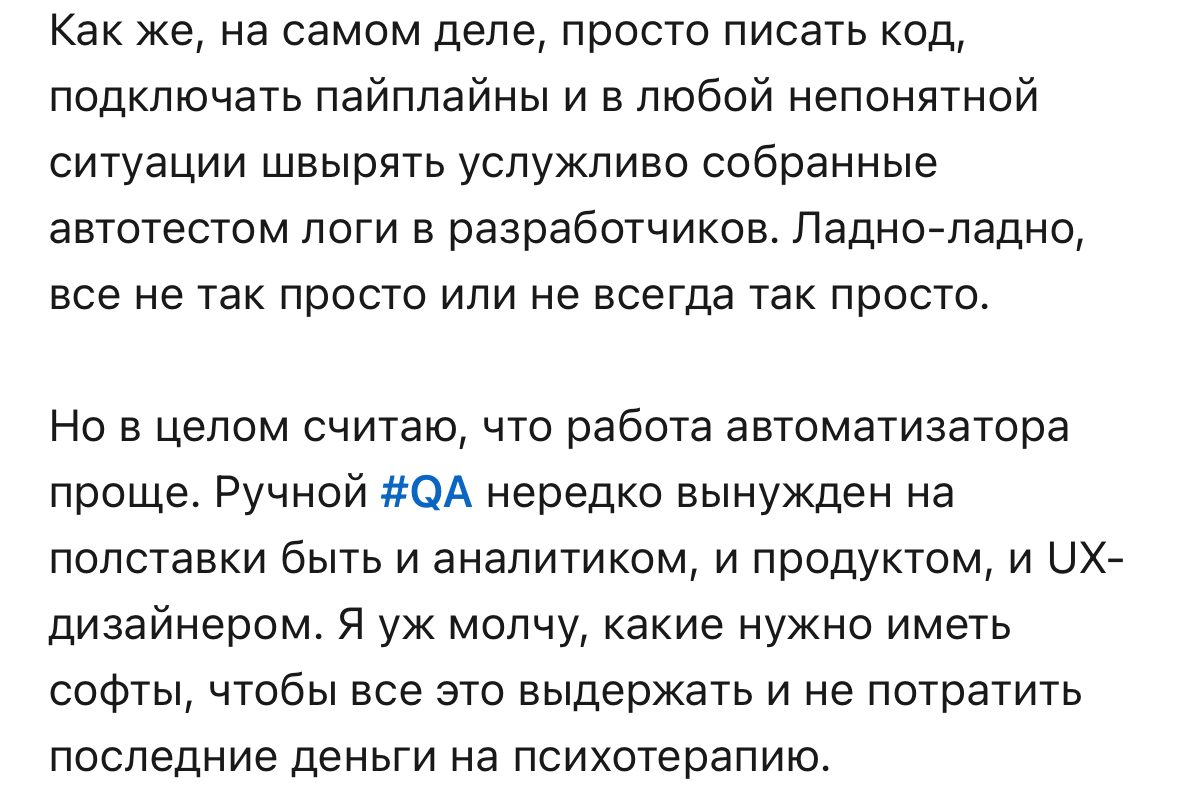 Как же, на самом деле, просто писать код,
подключать пайплайны и в любой непонятной
ситуации швырять услужливо собранные
автотестом логи в разработчиков. Ладно-ладно,
все не так просто или не всегда так просто.
Но в целом считаю, что работа автоматизатора
проще. Ручной #QA нередко вынужден на
полставки быть и аналитиком, и продуктом, и UX-
дизайнером. Я уж молчу, какие нужно иметь
софты, чтобы все это выдержать и не потратить
последние деньги на психотерапию.